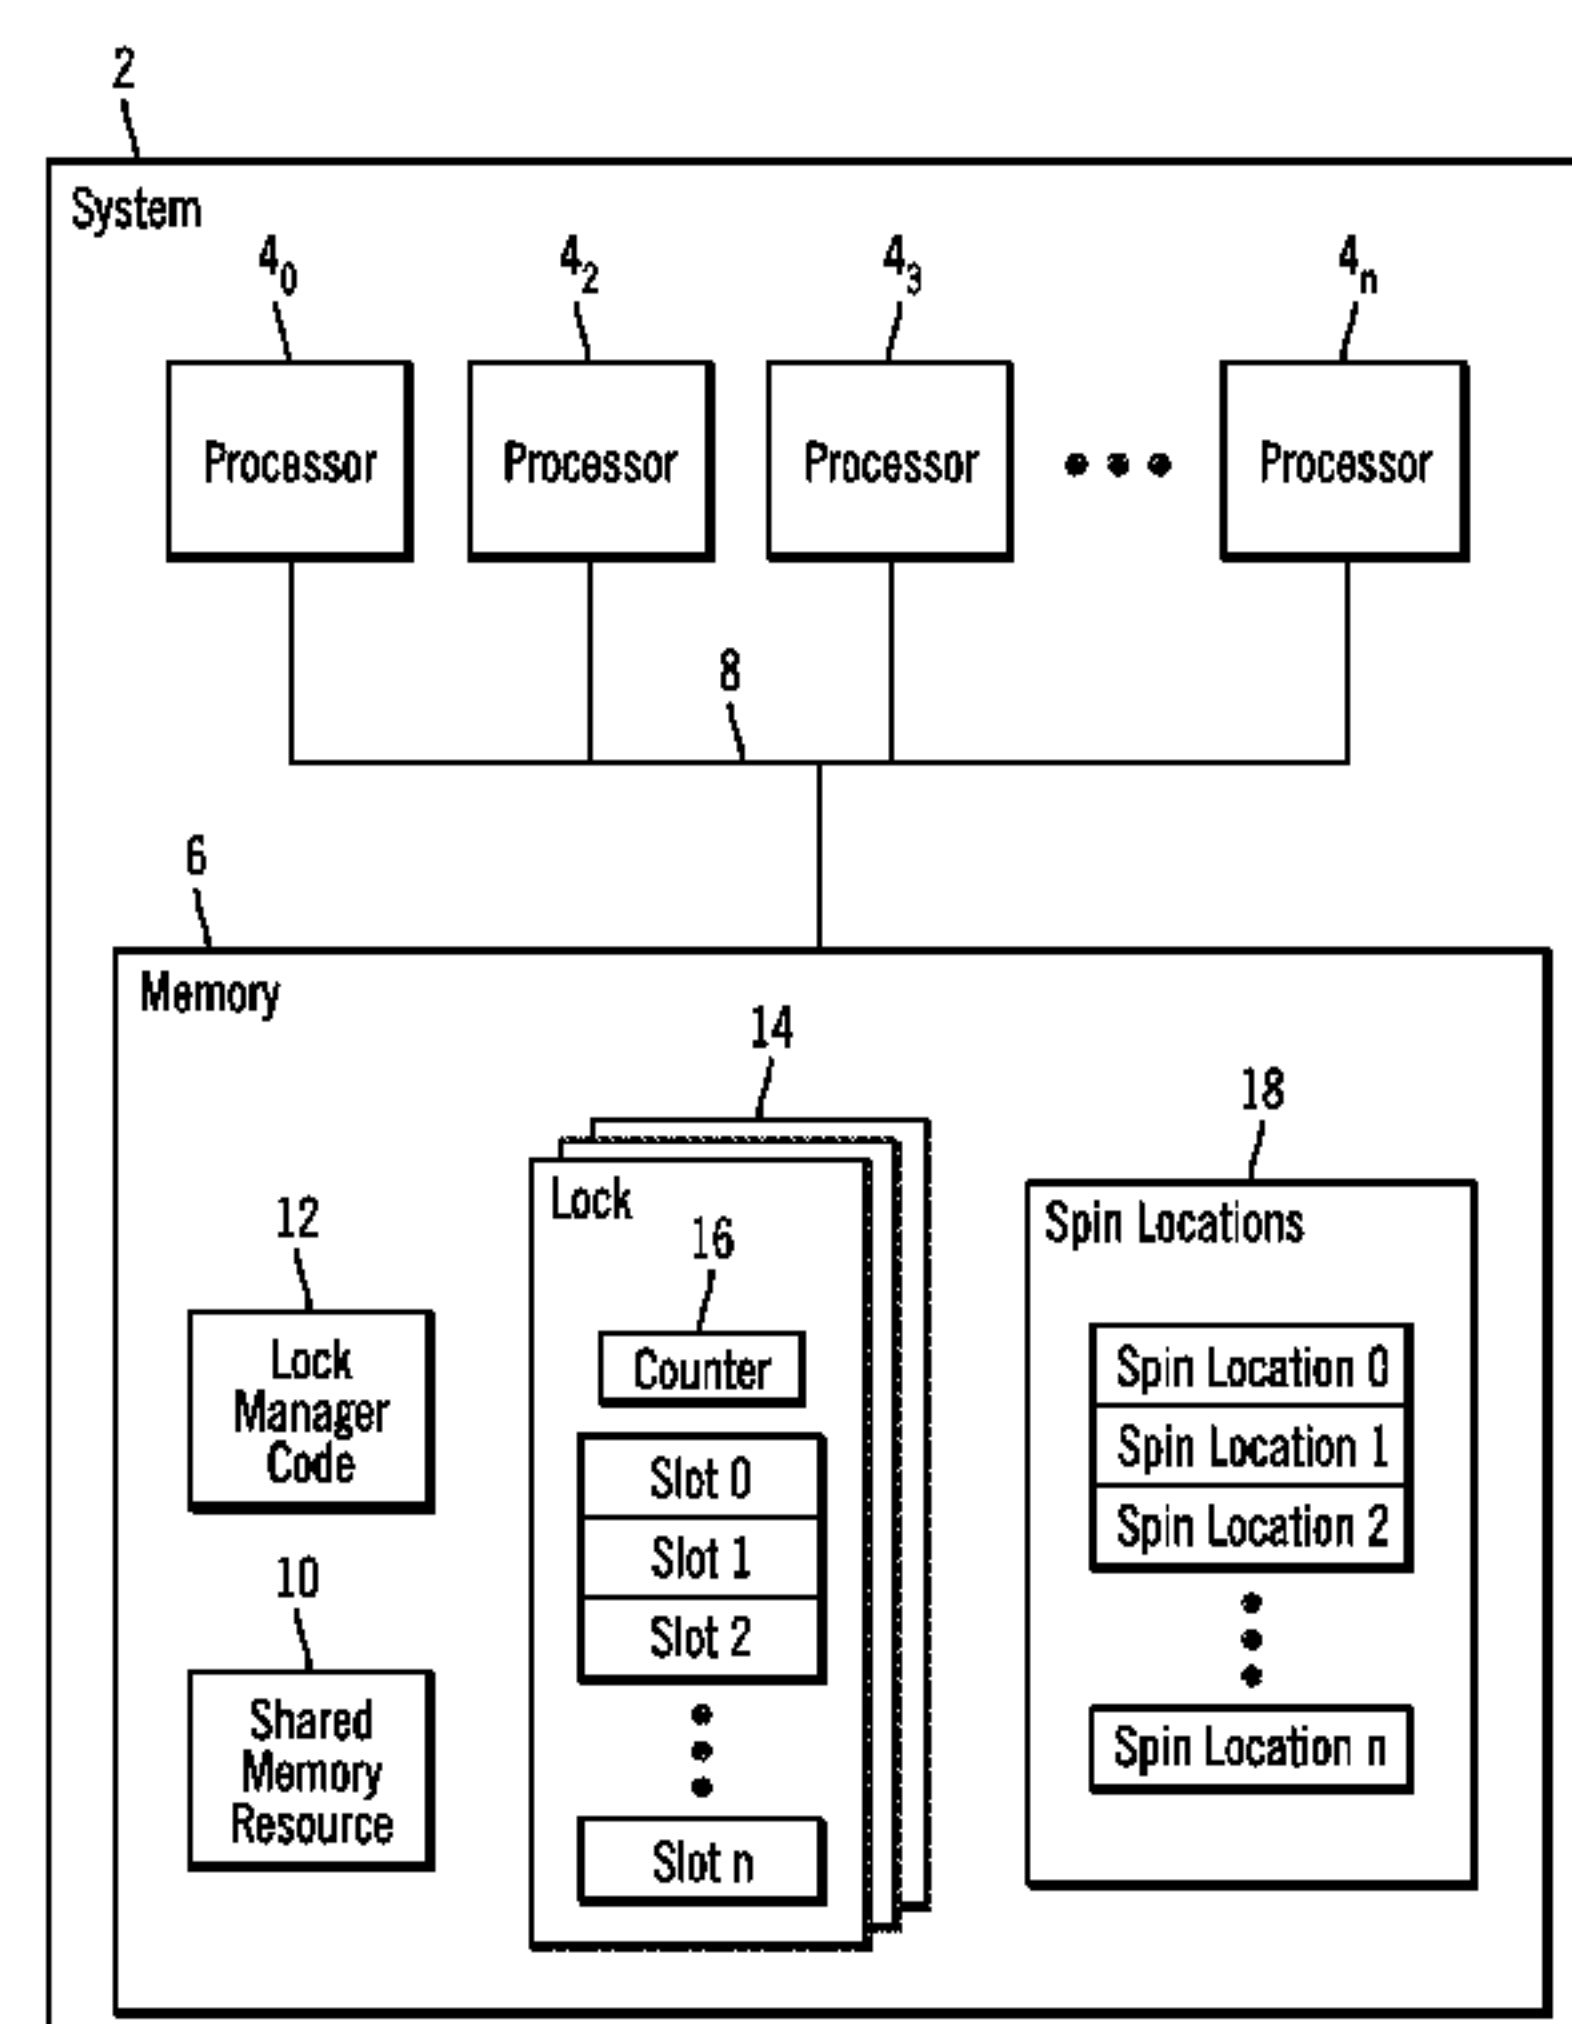 2
System
4₀ 4₂ 4₃ 4ₙ
Processor Processor Processor ••• Processor
8
6
Memory
14
18
Lock
Spin Locations
12
16
Lock
Manager
Code
Counter
Slot 0
Slot 1
Slot 2
Slot n
Spin Location 0
Spin Location 1
Spin Location 2
Spin Location n
10
Shared
Memory
Resource